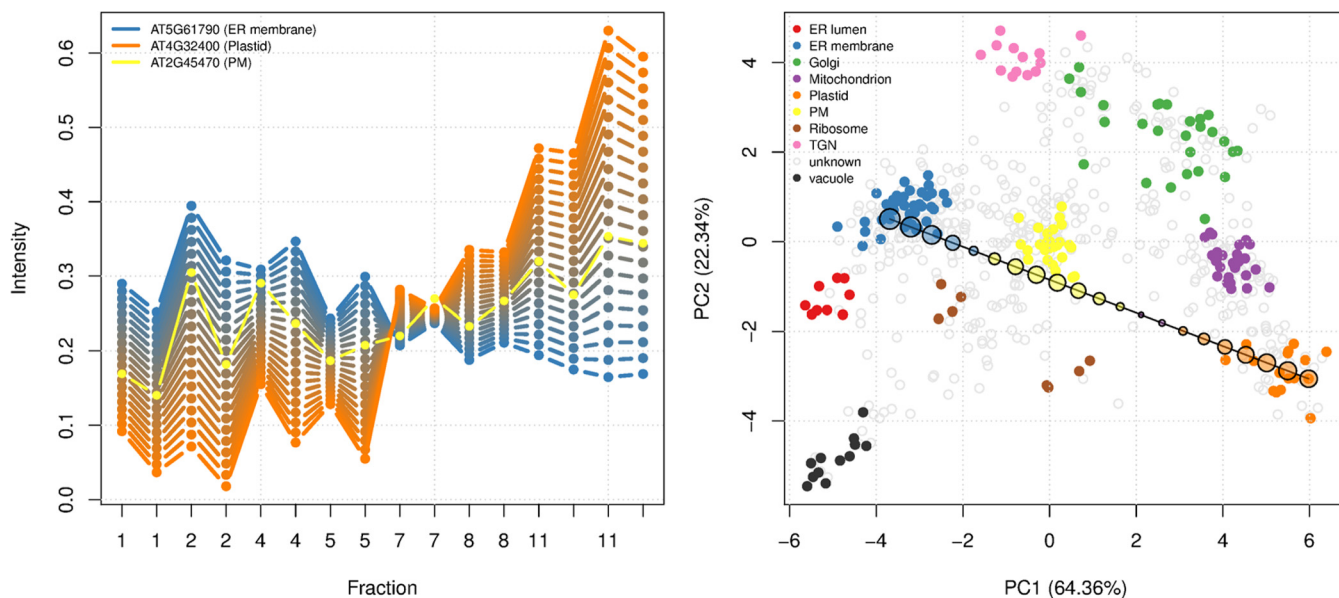 AT5G61790 (ER membrane)
AT4G32400 (Plastid)
AT2G45470 (PM)
Intensity
0.6
0.5
0.4
0.3
0.2
0.1
0.0
1 1 2 2 4 4 5 5 7 7 8 8 11 11
Fraction
ER lumen
ER membrane
Golgi
Mitochondrion
Plastid
PM
Ribosome
TGN
unknown
vacuole
PC2 (22.34%)
4
2
0
−2
−4
−6 −4 −2 0 2 4 6
PC1 (64.36%)